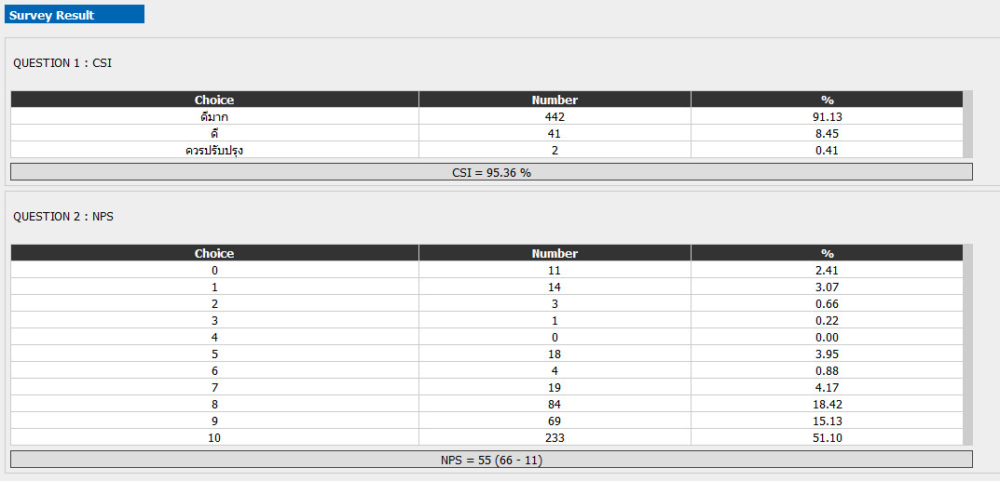 Survey Result
QUESTION 1 : CSI
Choice Number %
ดีมาก 442 91.13
ดี 41 8.45
ควรปรับปรุง 2 0.41
CSI = 95.36 %
QUESTION 2 : NPS
Choice Number %
0 11 2.41
1 14 3.07
2 3 0.66
3 1 0.22
4 0 0.00
5 18 3.95
6 4 0.88
7 19 4.17
8 84 18.42
9 69 15.13
10 233 51.10
NPS = 55 (66 - 11)